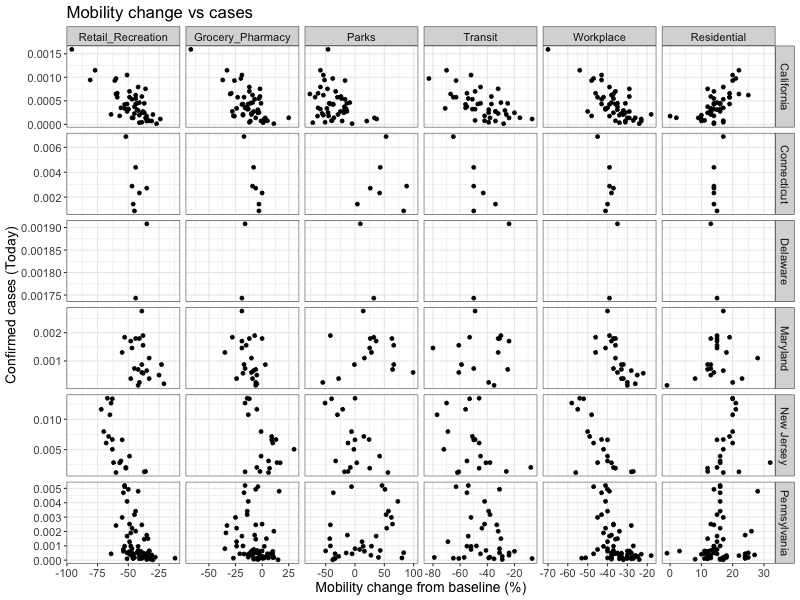 Mobility change vs cases
Retail_Recreation
Grocery_Pharmacy
Parks
Transit
Workplace
Residential
Confirmed cases (Today)
0.0015
0.0010
0.0005
0.0000
California
0.006
0.004
0.002
Connecticut
0.00190
0.00185
0.00180
0.00175
Delaware
0.002
0.001
Maryland
0.010
0.005
New Jersey
0.005
0.004
0.003
0.002
0.001
0.000
Pennsylvania
-100 -75 -50 -25
-50 -25 0 25
-50 0 50 100
-80 -60 -40 -20
-70 -60 -50 -40 -30 -20
0 10 20 30
Mobility change from baseline (%)